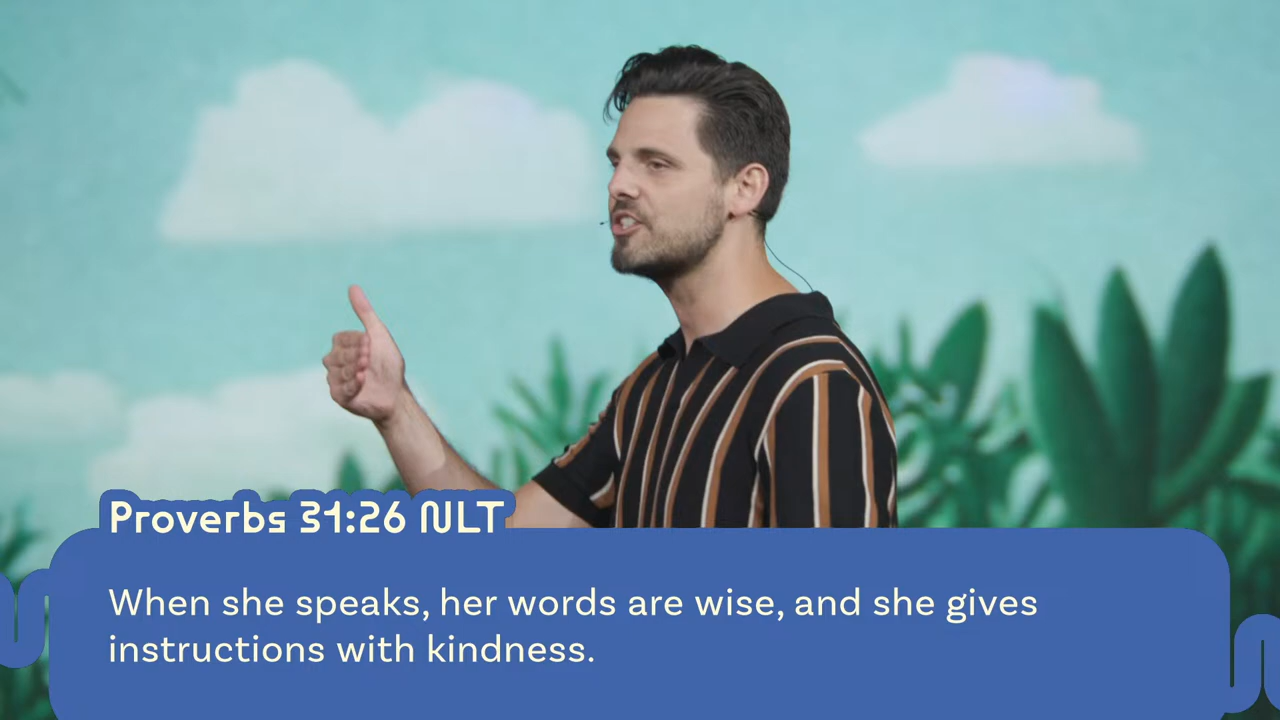 Proverbs 31:26 NLT
When she speaks, her words are wise, and she gives
instructions with kindness.